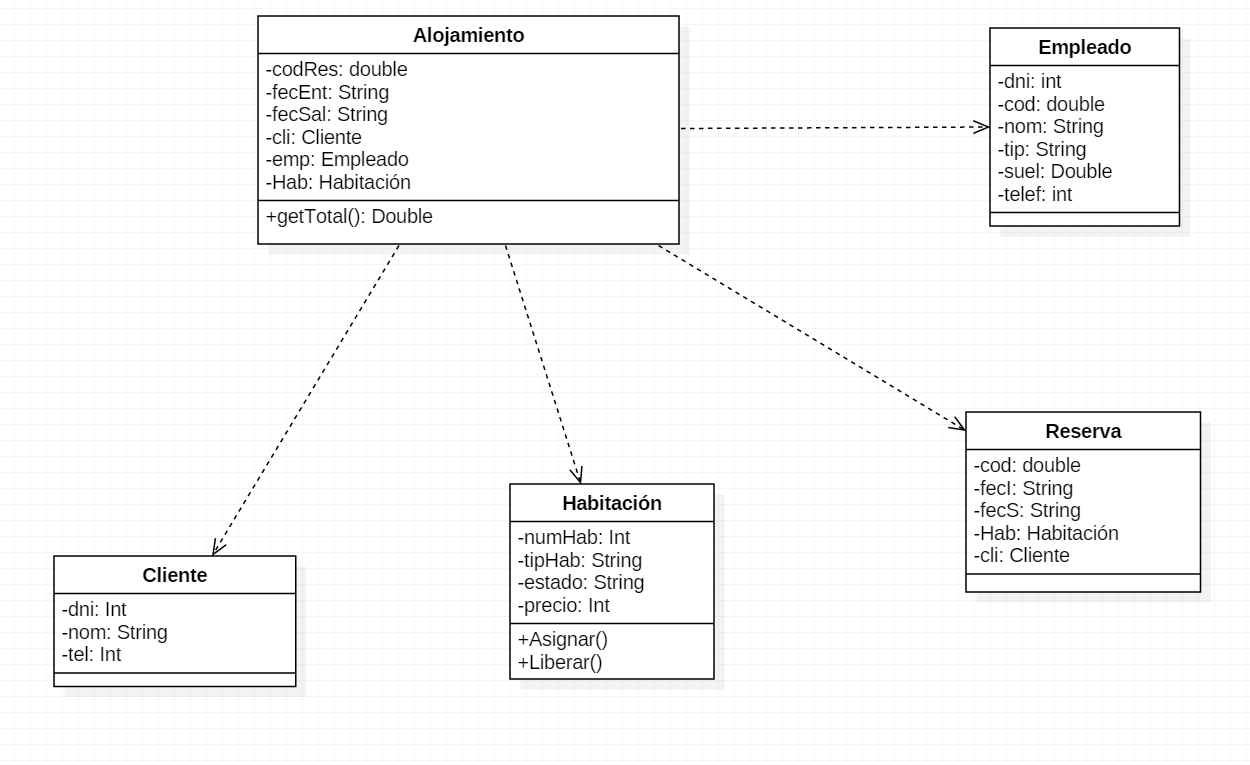 Alojamiento
-codRes: double
-fecEnt: String
-fecSal: String
-cli: Cliente
-emp: Empleado
-Hab: Habitación
+getTotal(): Double
Empleado
-dni: int
-cod: double
-nom: String
-tip: String
-suel: Double
-telef: int
Cliente
-dni: Int
-nom: String
-tel: Int
Habitación
-numHab: Int
-tipHab: String
-estado: String
-precio: Int
+Asignar()
+Liberar()
Reserva
-cod: double
-fecI: String
-fecS: String
-Hab: Habitación
-cli: Cliente